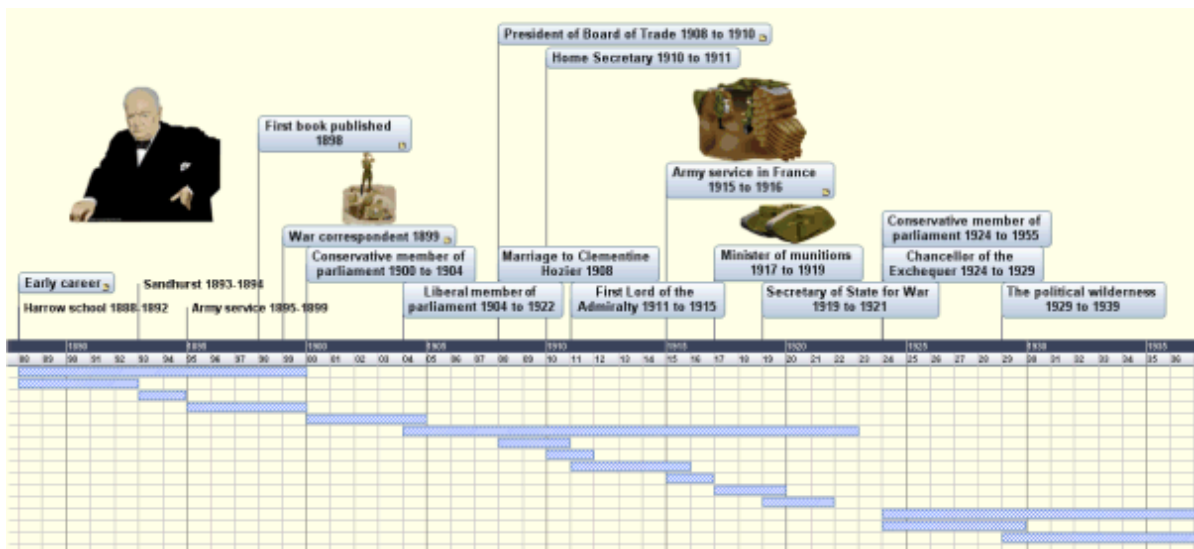 President of Board of Trade 1908 to 1910
Home Secretary 1910 to 1911
First book published
1898
Army service in France
1915 to 1916
War correspondent 1899
Conservative member of
parliament 1924 to 1955
Conservative member of
parliament 1900 to 1904
Marriage to Clementine
Hozier 1908
Minister of munitions
1917 to 1919
Chancellor of the
Exchequer 1924 to 1929
Early career
Sandhurst 1893-1894
Liberal member of
parliament 1904 to 1922
First Lord of the
Admiralty 1911 to 1915
Secretary of State for War
1919 to 1921
The political wilderness
1929 to 1939
Harrow school 1888-1892
Army service 1895-1899
1890 1895 1900 1905 1910 1915 1920 1925 1930 1935
89 90 91 92 93 94 95 96 97 98 99 00 01 02 03 04 05 06 07 08 09 10 11 12 13 14 15 16 17 18 19 20 21 22 23 24 25 26 27 28 29 30 31 32 33 34 35 36